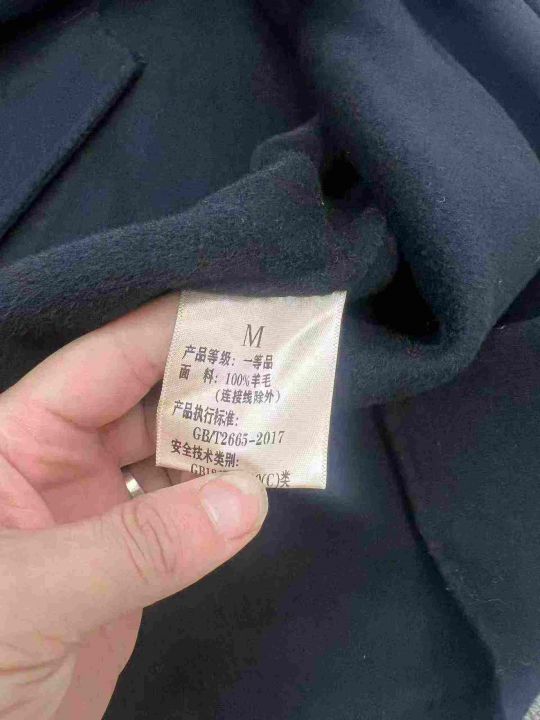 M
产品等级: 一等品
面 料: 100%羊毛
(连接线除外)
产品执行标准:
GB/T2665-2017
安全技术类别:
(C)类